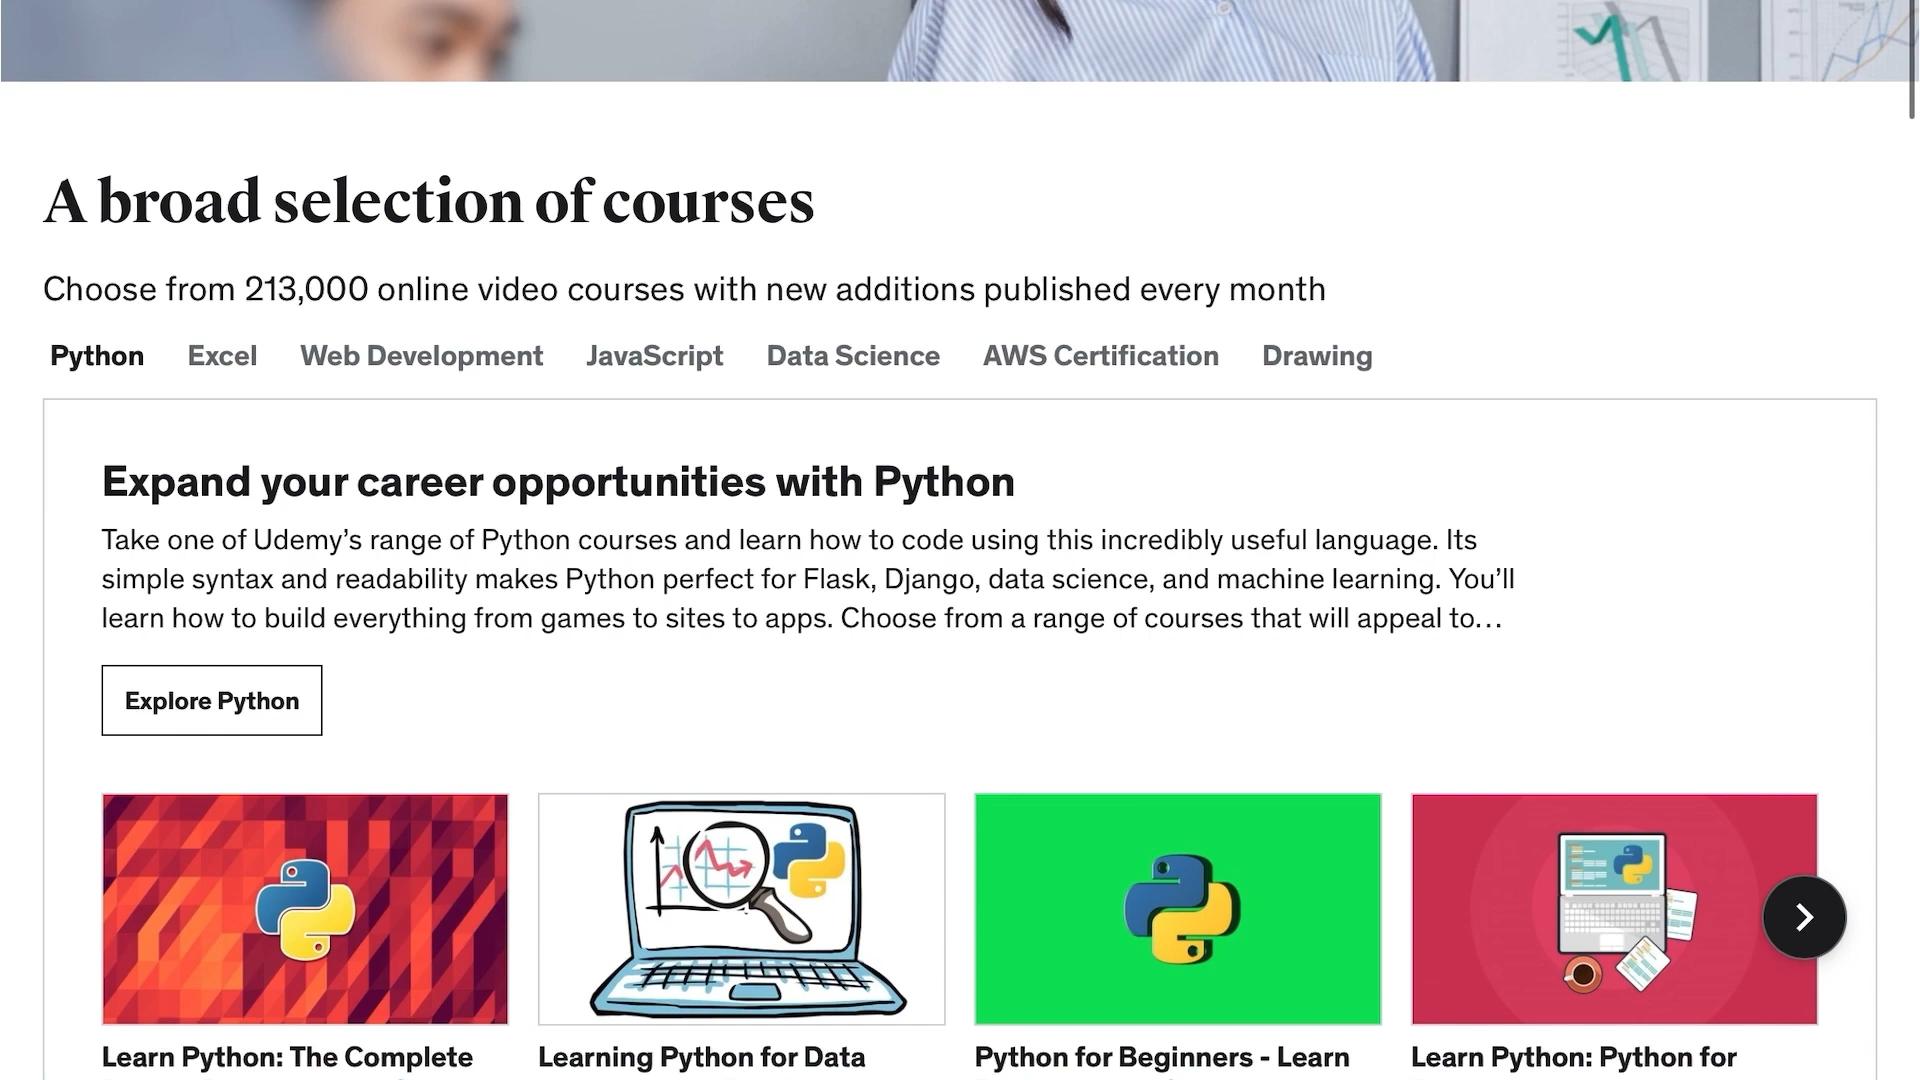 A broad selection of courses
Choose from 213,000 online video courses with new additions published every month
Python Excel Web Development JavaScript Data Science AWS Certification Drawing
Expand your career opportunities with Python
Take one of Udemy’s range of Python courses and learn how to code using this incredibly useful language. Its
simple syntax and readability makes Python perfect for Flask, Django, data science, and machine learning. You’ll
learn how to build everything from games to sites to apps. Choose from a range of courses that will appeal to…
Explore Python
Learn Python: The Complete
Learning Python for Data
Python for Beginners - Learn
Learn Python: Python for